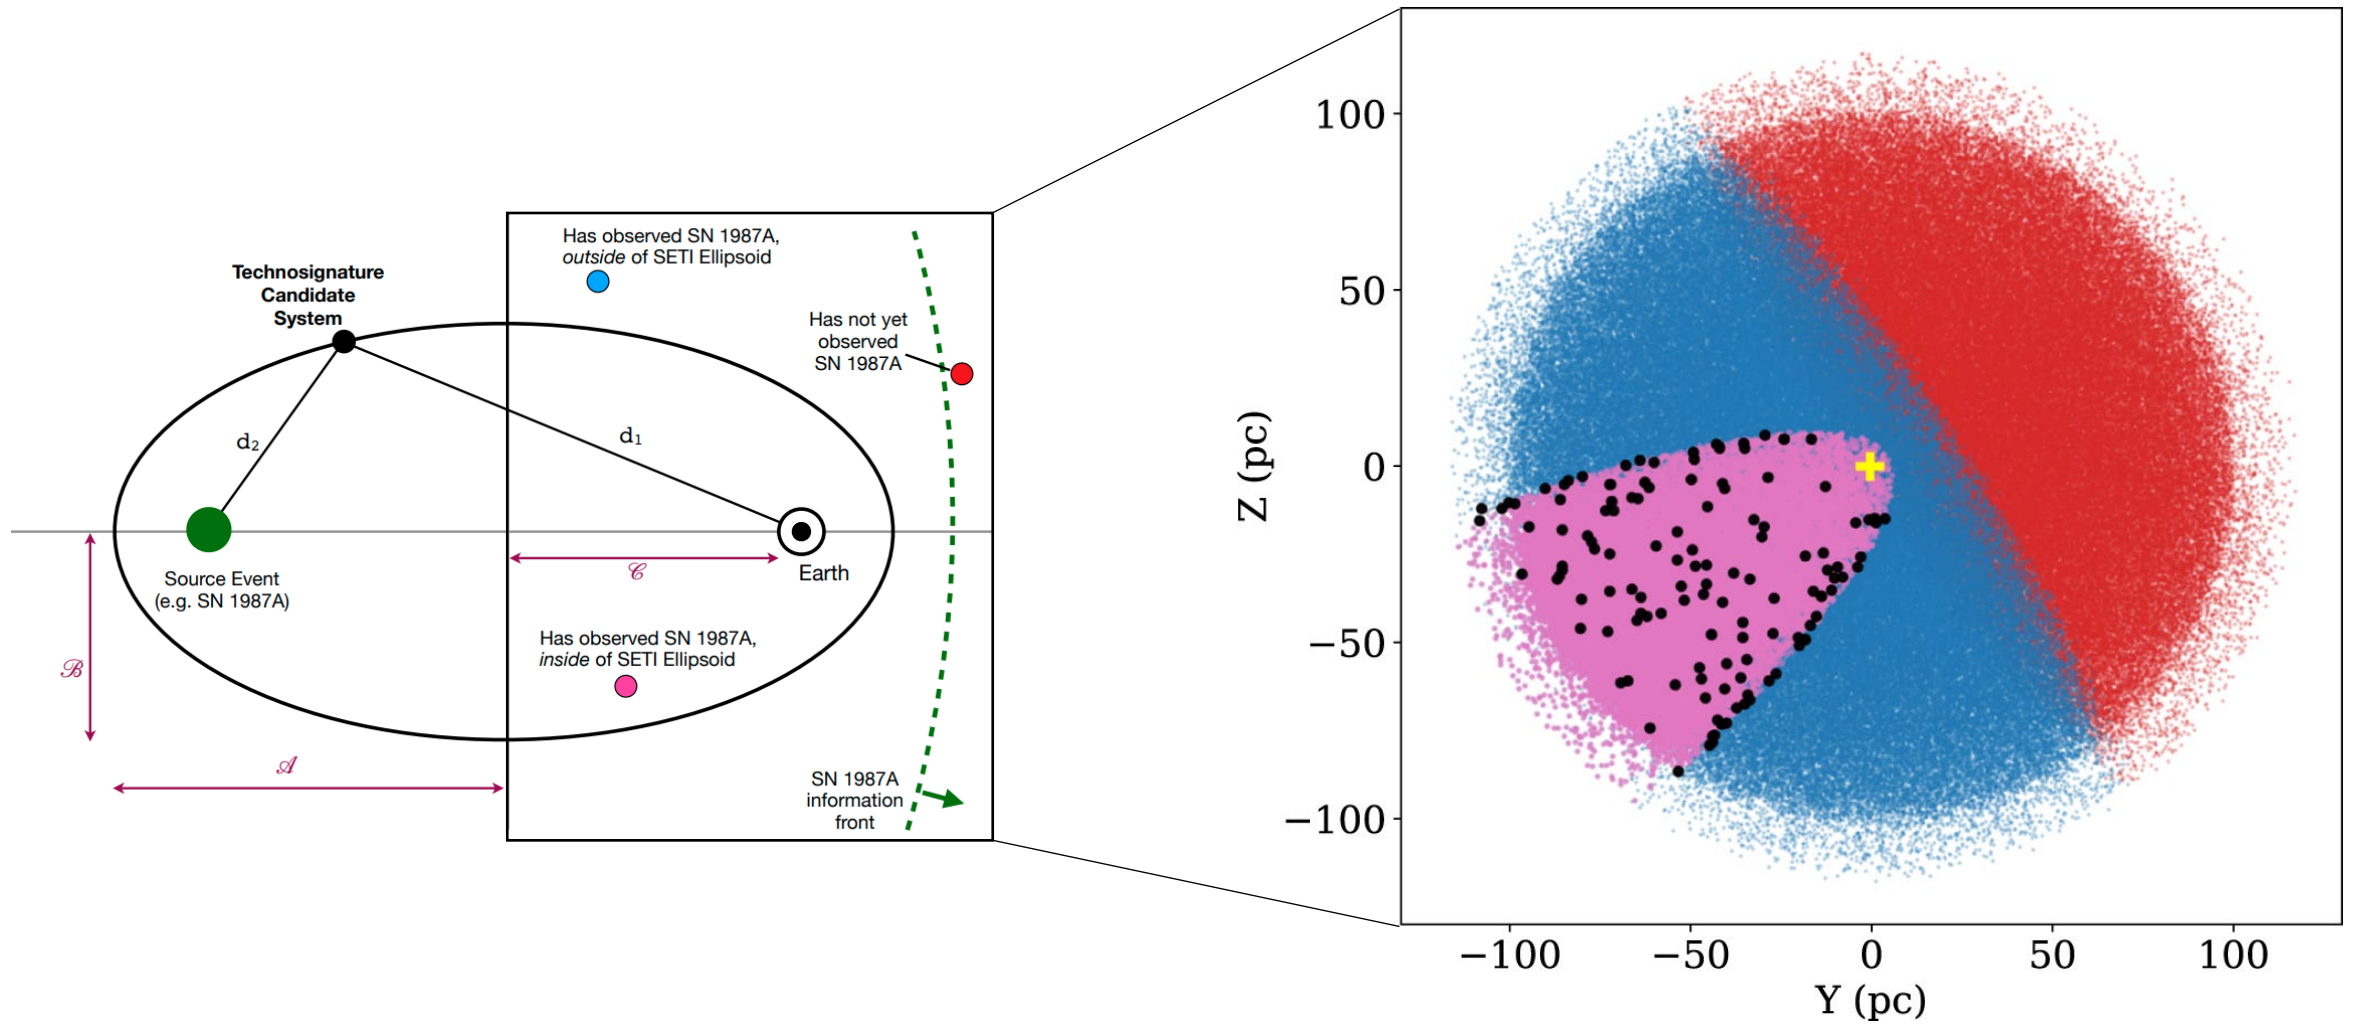 Has observed SN 1987A,
outside of SETI Ellipsoid
Technosignature
Candidate
System
Has not yet
observed
SN 1987A
d₂
d₁
Source Event
(e.g. SN 1987A)
Earth
𝒞
Has observed SN 1987A,
inside of SETI Ellipsoid
ℬ
𝒜
SN 1987A
information
front
Z (pc)
100
50
0
−50
−100
−100
−50
0
50
100
Y (pc)